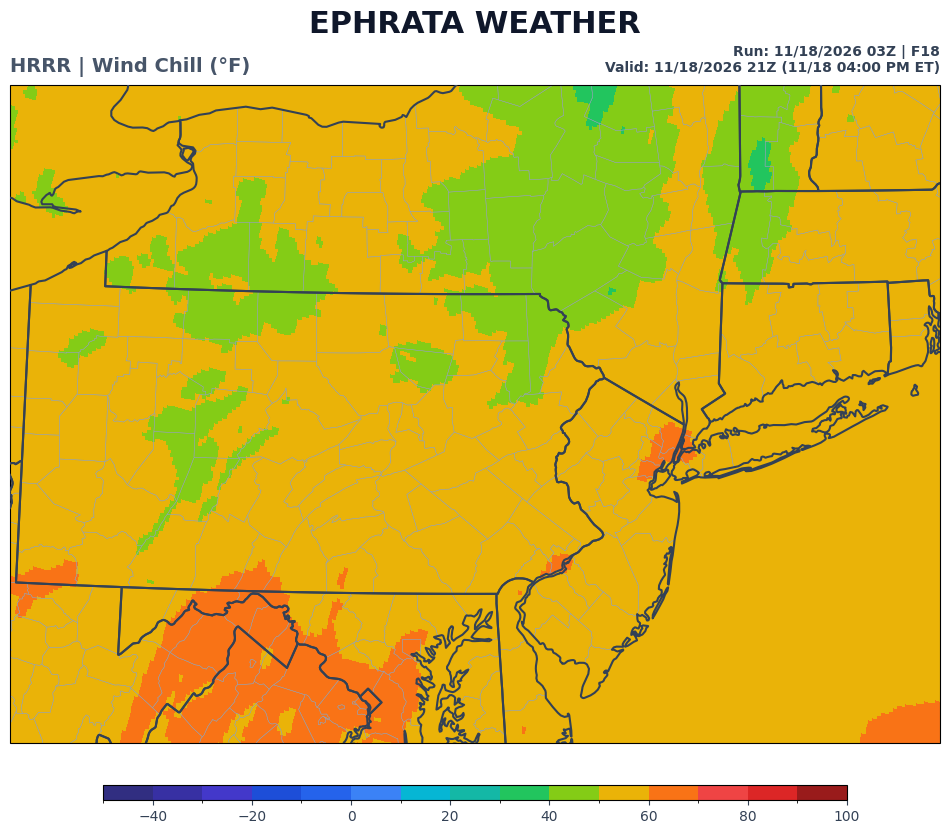 EPHRATA WEATHER
HRRR | Wind Chill (°F)
Run: 11/18/2026 03Z | F18
Valid: 11/18/2026 21Z (11/18 04:00 PM ET)
−40 −20 0 20 40 60 80 100